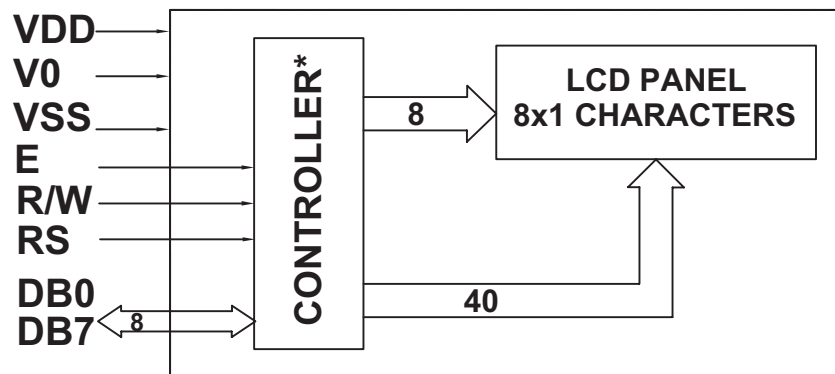 VDD
V0
VSS
E
R/W
RS
DB0
DB7
8
CONTROLLER*
8
40
LCD PANEL
8x1 CHARACTERS